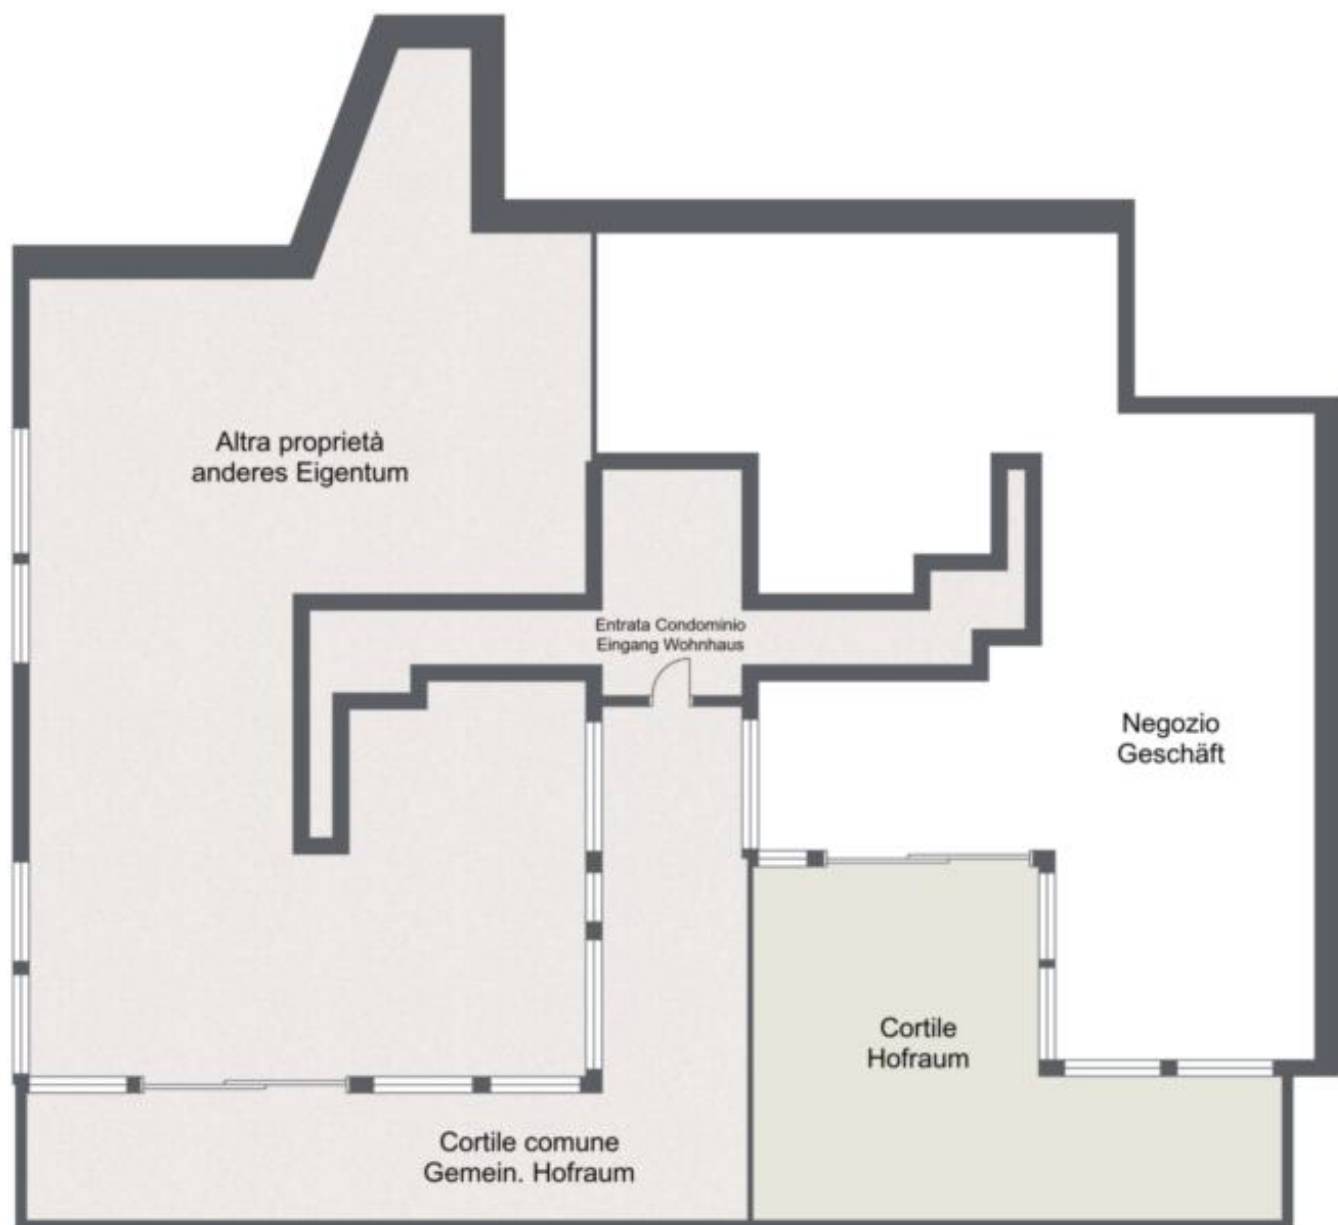 Altra proprietà
anderes Eigentum
Entrata Condominio
Eingang Wohnhaus
Negozio
Geschäft
Cortile
Hofraum
Cortile comune
Gemein. Hofraum